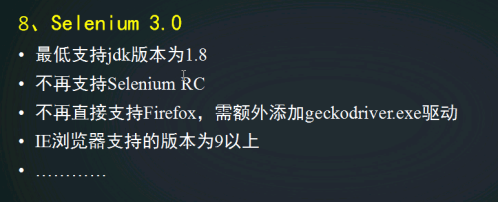 8、Selenium 3.0
• 最低支持jdk版本为1.8
• 不再支持Selenium RC
• 不再直接支持Firefox，需额外添加geckodriver.exe驱动
• IE浏览器支持的版本为9以上
• …………